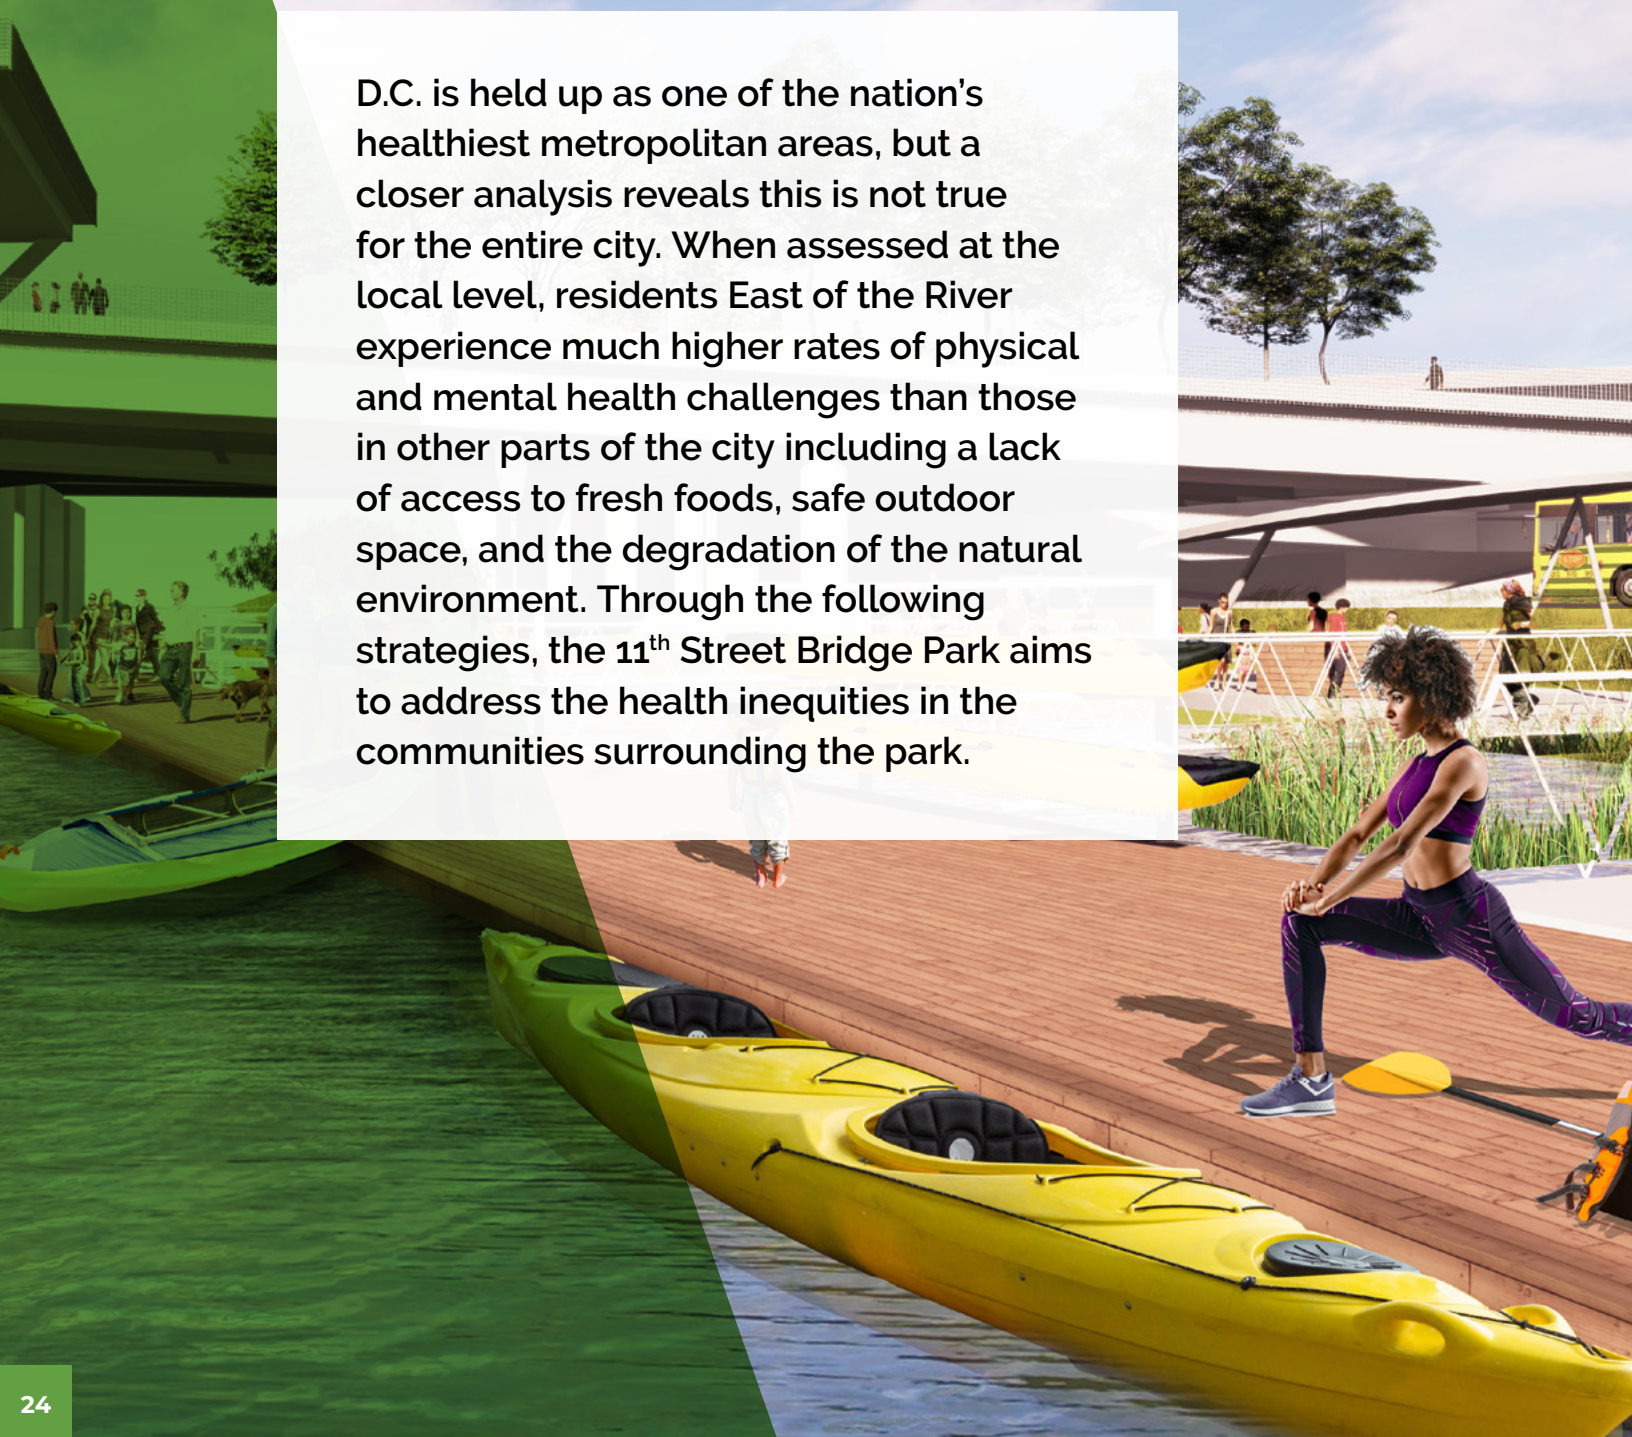 D.C. is held up as one of the nation’s
healthiest metropolitan areas, but a
closer analysis reveals this is not true
for the entire city. When assessed at the
local level, residents East of the River
experience much higher rates of physical
and mental health challenges than those
in other parts of the city including a lack
of access to fresh foods, safe outdoor
space, and the degradation of the natural
environment. Through the following
strategies, the 11th Street Bridge Park aims
to address the health inequities in the
communities surrounding the park.
STOP
24